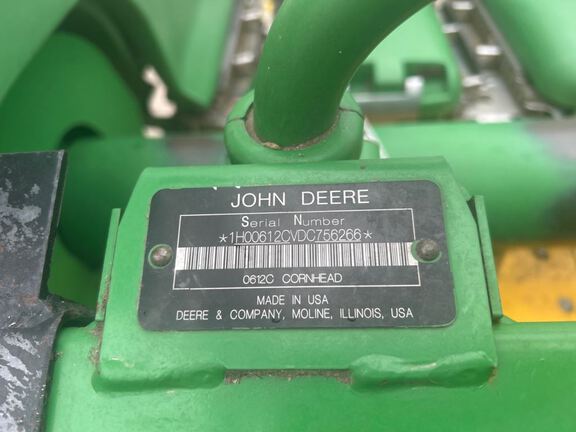 JOHN DEERE
Serial Number
*1H00612CVDC756266*
0612C CORNHEAD
MADE IN USA
DEERE & COMPANY, MOLINE, ILLINOIS, USA